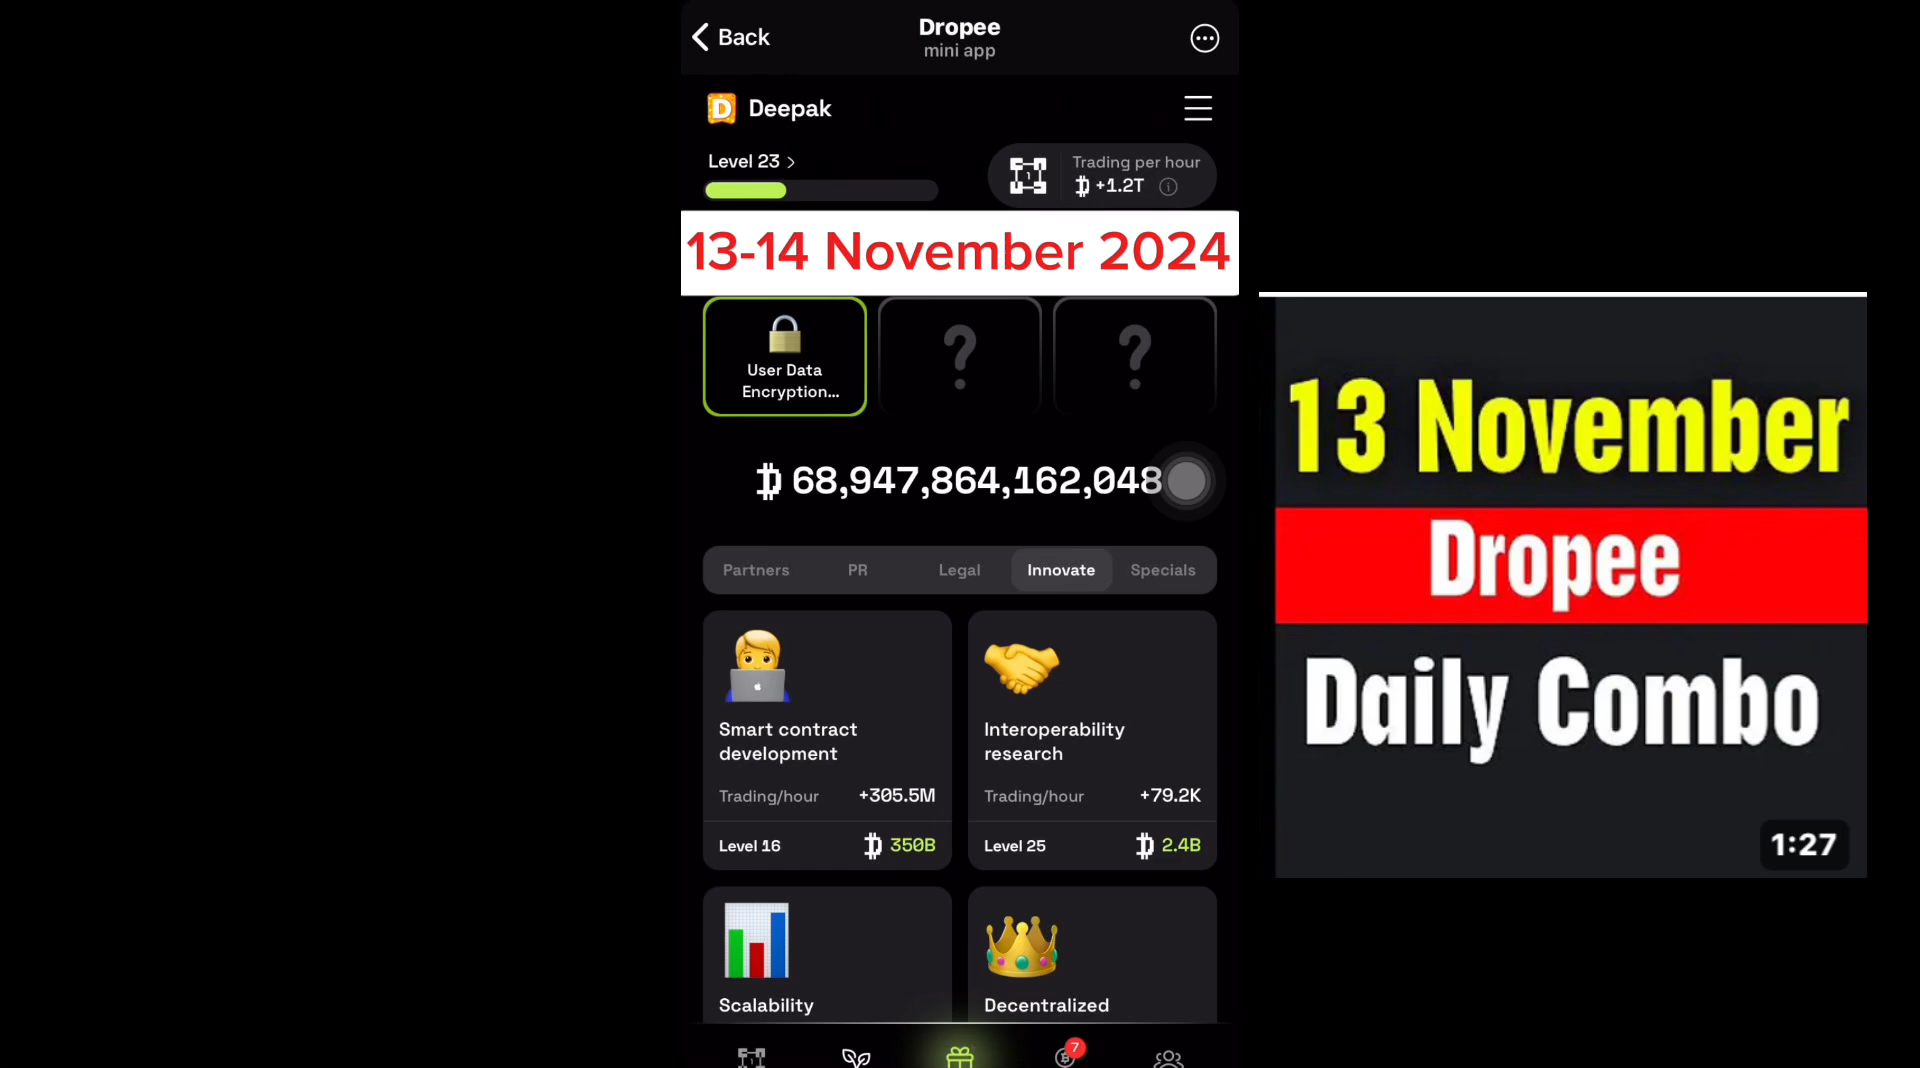 Back
Dropee
mini app
D Deepak
Level 23 >
Trading per hour
+1.2T
13-14 November 2024
User Data
Encryption...
?
?
68,947,864,162,048
Partners
PR
Legal
Innovate
Specials
Smart contract
development
Trading/hour +305.5M
Level 16 350B
Interoperability
research
Trading/hour +79.2K
Level 25 2.4B
Scalability
Decentralized
7
13 November
Dropee
Daily Combo
1:27